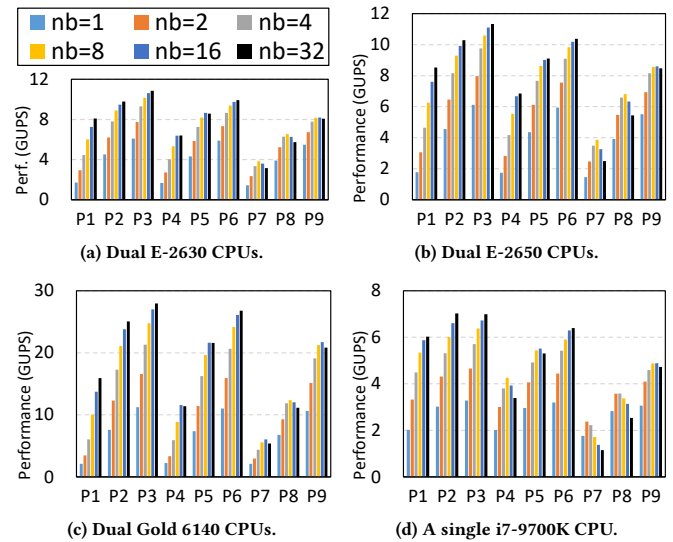 nb=1 nb=2 nb=4
nb=8 nb=16 nb=32
Perf. (GUPS)
12
8
4
0
P1 P2 P3 P4 P5 P6 P7 P8 P9
(a) Dual E-2630 CPUs.
Performance (GUPS)
12
10
8
6
4
2
0
P1 P2 P3 P4 P5 P6 P7 P8 P9
(b) Dual E-2650 CPUs.
Performance (GUPS)
30
20
10
0
P1 P2 P3 P4 P5 P6 P7 P8 P9
(c) Dual Gold 6140 CPUs.
Performance (GUPS)
8
6
4
2
0
P1 P2 P3 P4 P5 P6 P7 P8 P9
(d) A single i7-9700K CPU.